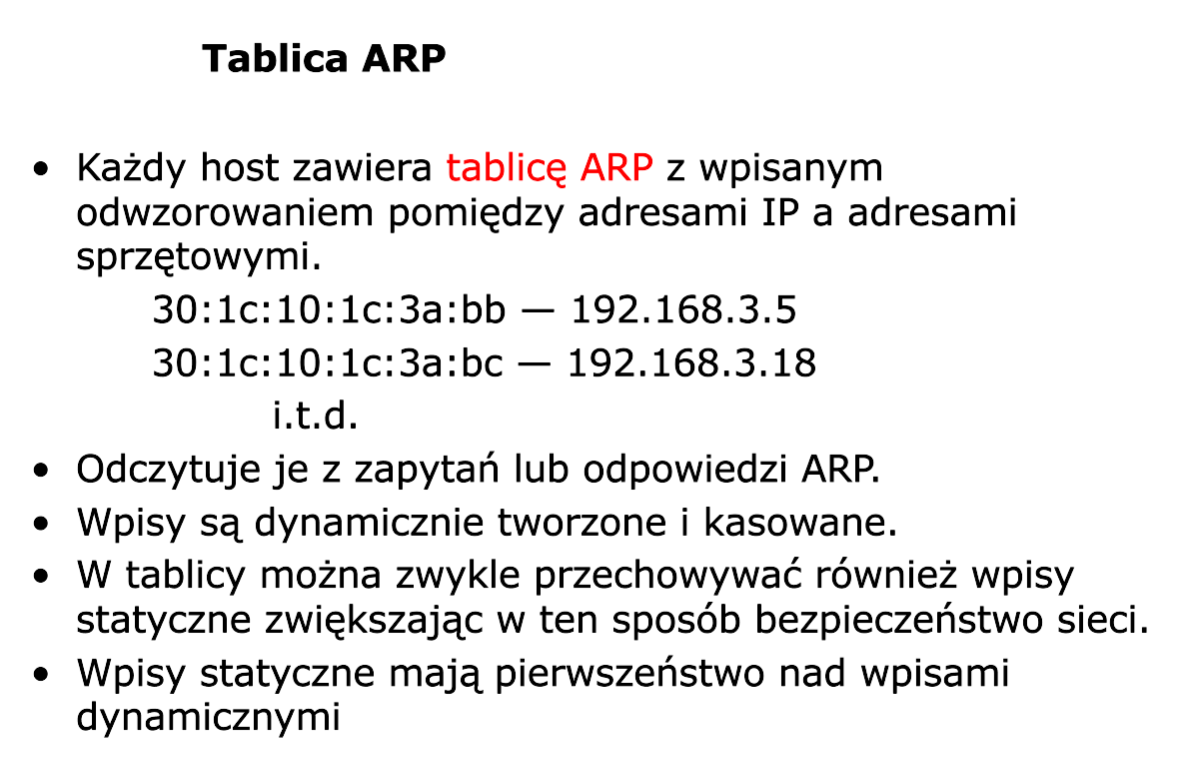 Tablica ARP
• Każdy host zawiera tablicę ARP z wpisanym
odwzorowaniem pomiędzy adresami IP a adresami
sprzętowymi.
30:1c:10:1c:3a:bb — 192.168.3.5
30:1c:10:1c:3a:bc — 192.168.3.18
i.t.d.
• Odczytuje je z zapytań lub odpowiedzi ARP.
• Wpisy są dynamicznie tworzone i kasowane.
• W tablicy można zwykle przechowywać również wpisy
statyczne zwiększając w ten sposób bezpieczeństwo sieci.
• Wpisy statyczne mają pierwszeństwo nad wpisami
dynamicznymi